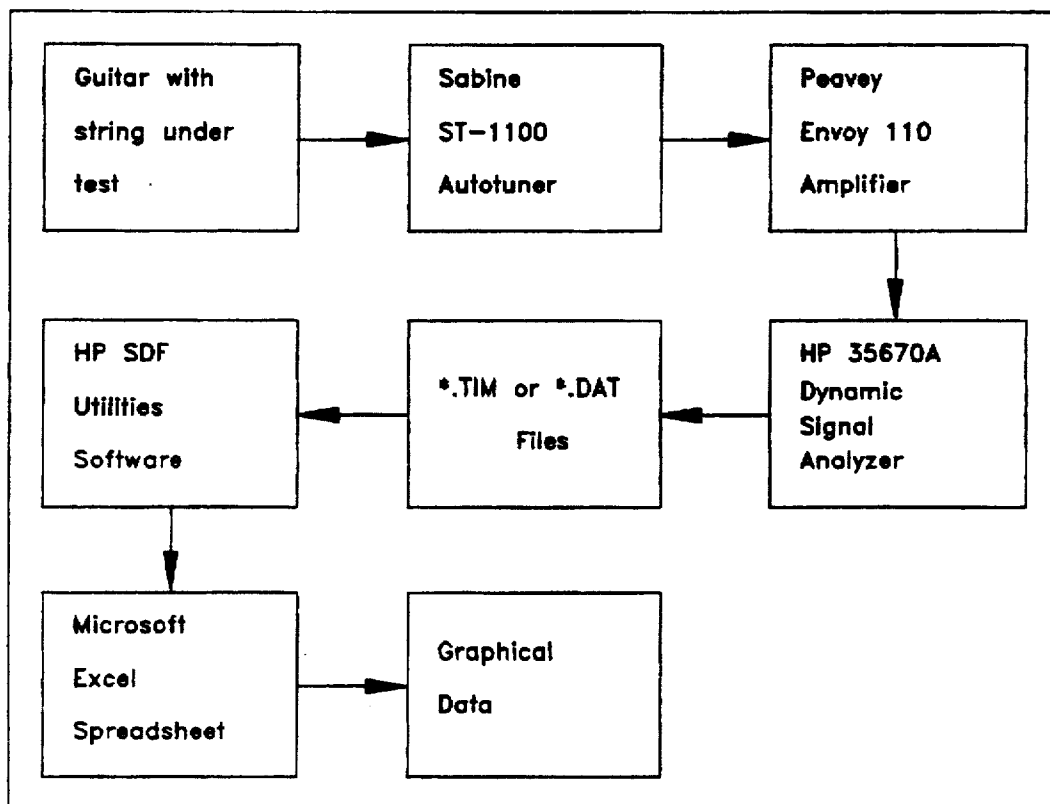 Guitar with
string under
test
Sabine
ST-1100
Autotuner
Peavey
Envoy 110
Amplifier
HP 35670A
Dynamic
Signal
Analyzer
*.TIM or *.DAT
Files
HP SDF
Utilities
Software
Microsoft
Excel
Spreadsheet
Graphical
Data